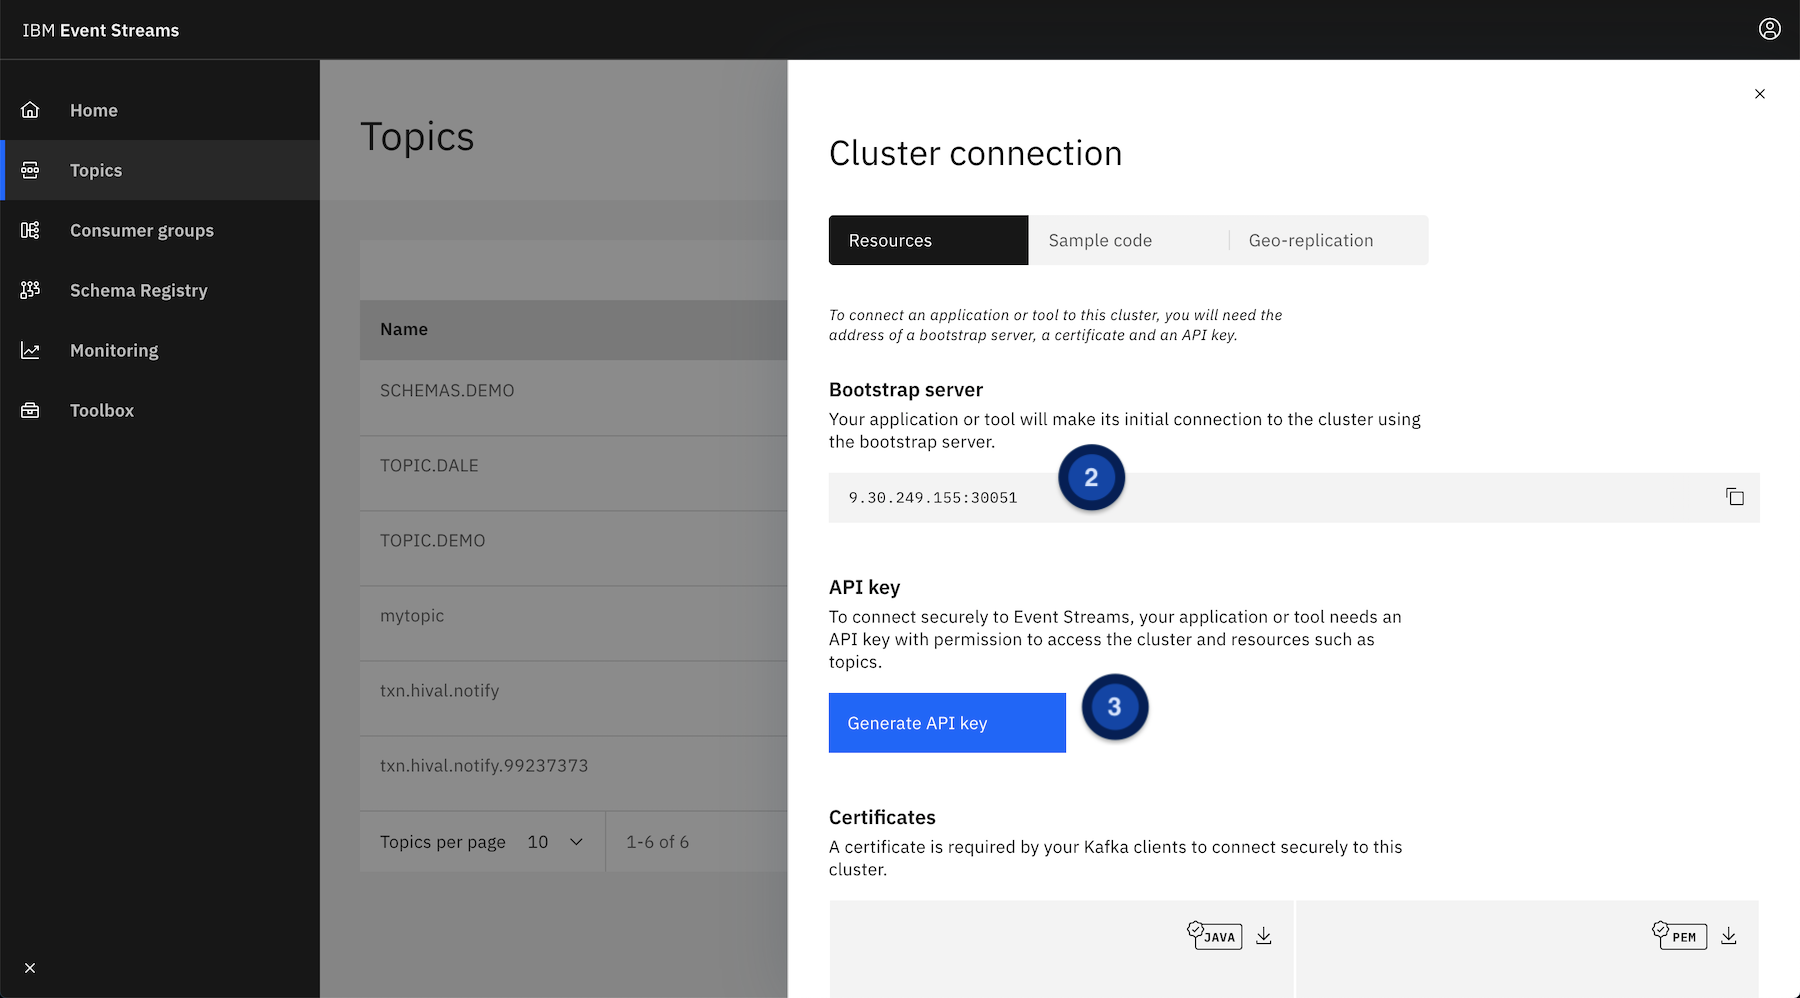 IBM Event Streams
Home
Topics
Consumer groups
Schema Registry
Monitoring
Toolbox
Topics
Name
SCHEMAS.DEMO
TOPIC.DALE
TOPIC.DEMO
mytopic
txn.hival.notify
txn.hival.notify.99237373
Topics per page 10
1-6 of 6
Cluster connection
Resources
Sample code
Geo-replication
To connect an application or tool to this cluster, you will need the
address of a bootstrap server, a certificate and an API key.
Bootstrap server
Your application or tool will make its initial connection to the cluster using
the bootstrap server.
2
9.30.249.155:30051
API key
To connect securely to Event Streams, your application or tool needs an
API key with permission to access the cluster and resources such as
topics.
Generate API key
3
Certificates
A certificate is required by your Kafka clients to connect securely to this
cluster.
JAVA
PEM